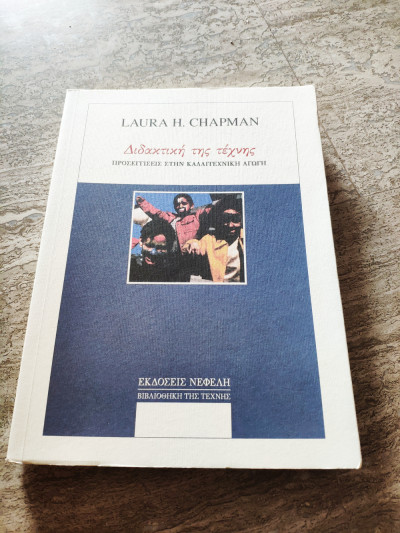 LAURA H. CHAPMAN
Διδακτική της τέχνης
ΠΡΟΣΕΓΓΙΣΕΙΣ ΣΤΗΝ ΚΑΛΛΙΤΕΧΝΙΚΗ ΑΓΩΓΗ
ΕΚΔΟΣΕΙΣ ΝΕΦΕΛΗ
ΒΙΒΛΙΟΘΗΚΗ ΤΗΣ ΤΕΧΝΗΣ